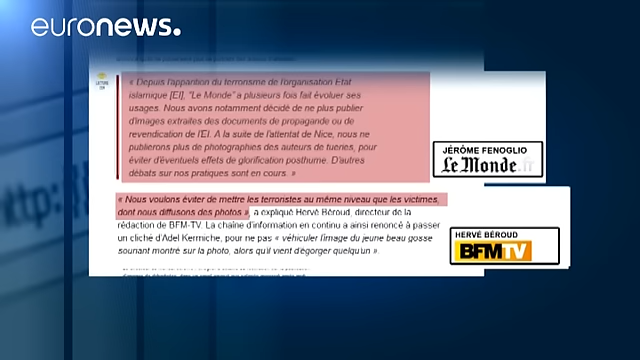 euronews.
« Depuis l'apparition du terrorisme de l'organisation Etat
islamique [EI], "Le Monde" a plusieurs fois fait évoluer ses
usages. Nous avons notamment décidé de ne plus publier
d'images extraites des documents de propagande ou de
revendication de l'EI. A la suite de l'attentat de Nice, nous ne
publierons plus de photographies des auteurs de tueries, pour
éviter d'éventuels effets de glorification posthume. D'autres
débats sur nos pratiques sont en cours. »
JÉRÔME FENOGLIO
Le Monde.fr
« Nous voulons éviter de mettre les terroristes au même niveau que les victimes,
dont nous diffusons des photos », a expliqué Hervé Béroud, directeur de la
rédaction de BFM-TV. La chaîne d'information en continu a ainsi renoncé à passer
un cliché d'Adel Kermiche, pour ne pas « véhiculer l'image du jeune beau gosse
souriant montré sur la plage, alors qu'il vient d'égorger quelqu'un ».
HERVÉ BÉROUD
BFMTV
http: